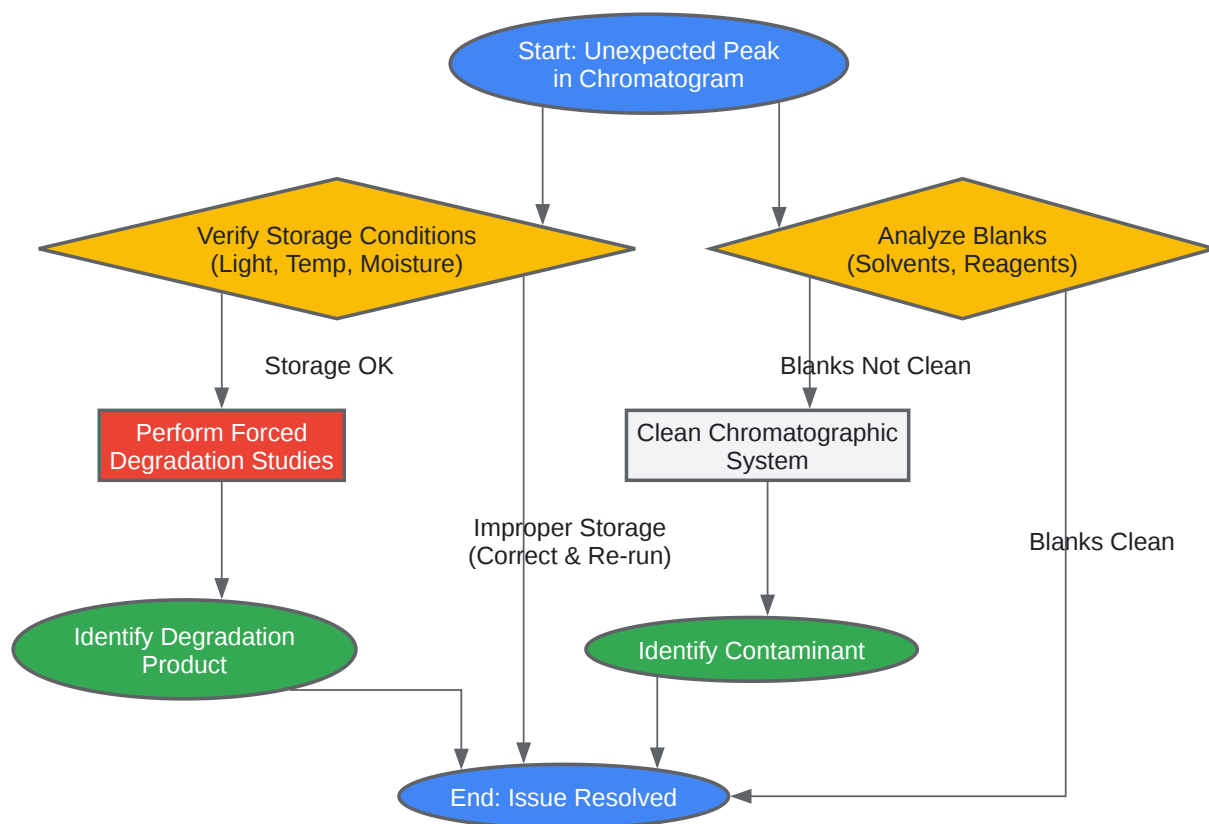 Start: Unexpected Peak
in Chromatogram
Verify Storage Conditions
(Light, Temp, Moisture)
Analyze Blanks
(Solvents, Reagents)
Storage OK
Blanks Not Clean
Perform Forced
Degradation Studies
Clean Chromatographic
System
Improper Storage
(Correct & Re-run)
Blanks Clean
Identify Degradation
Product
Identify Contaminant
End: Issue Resolved